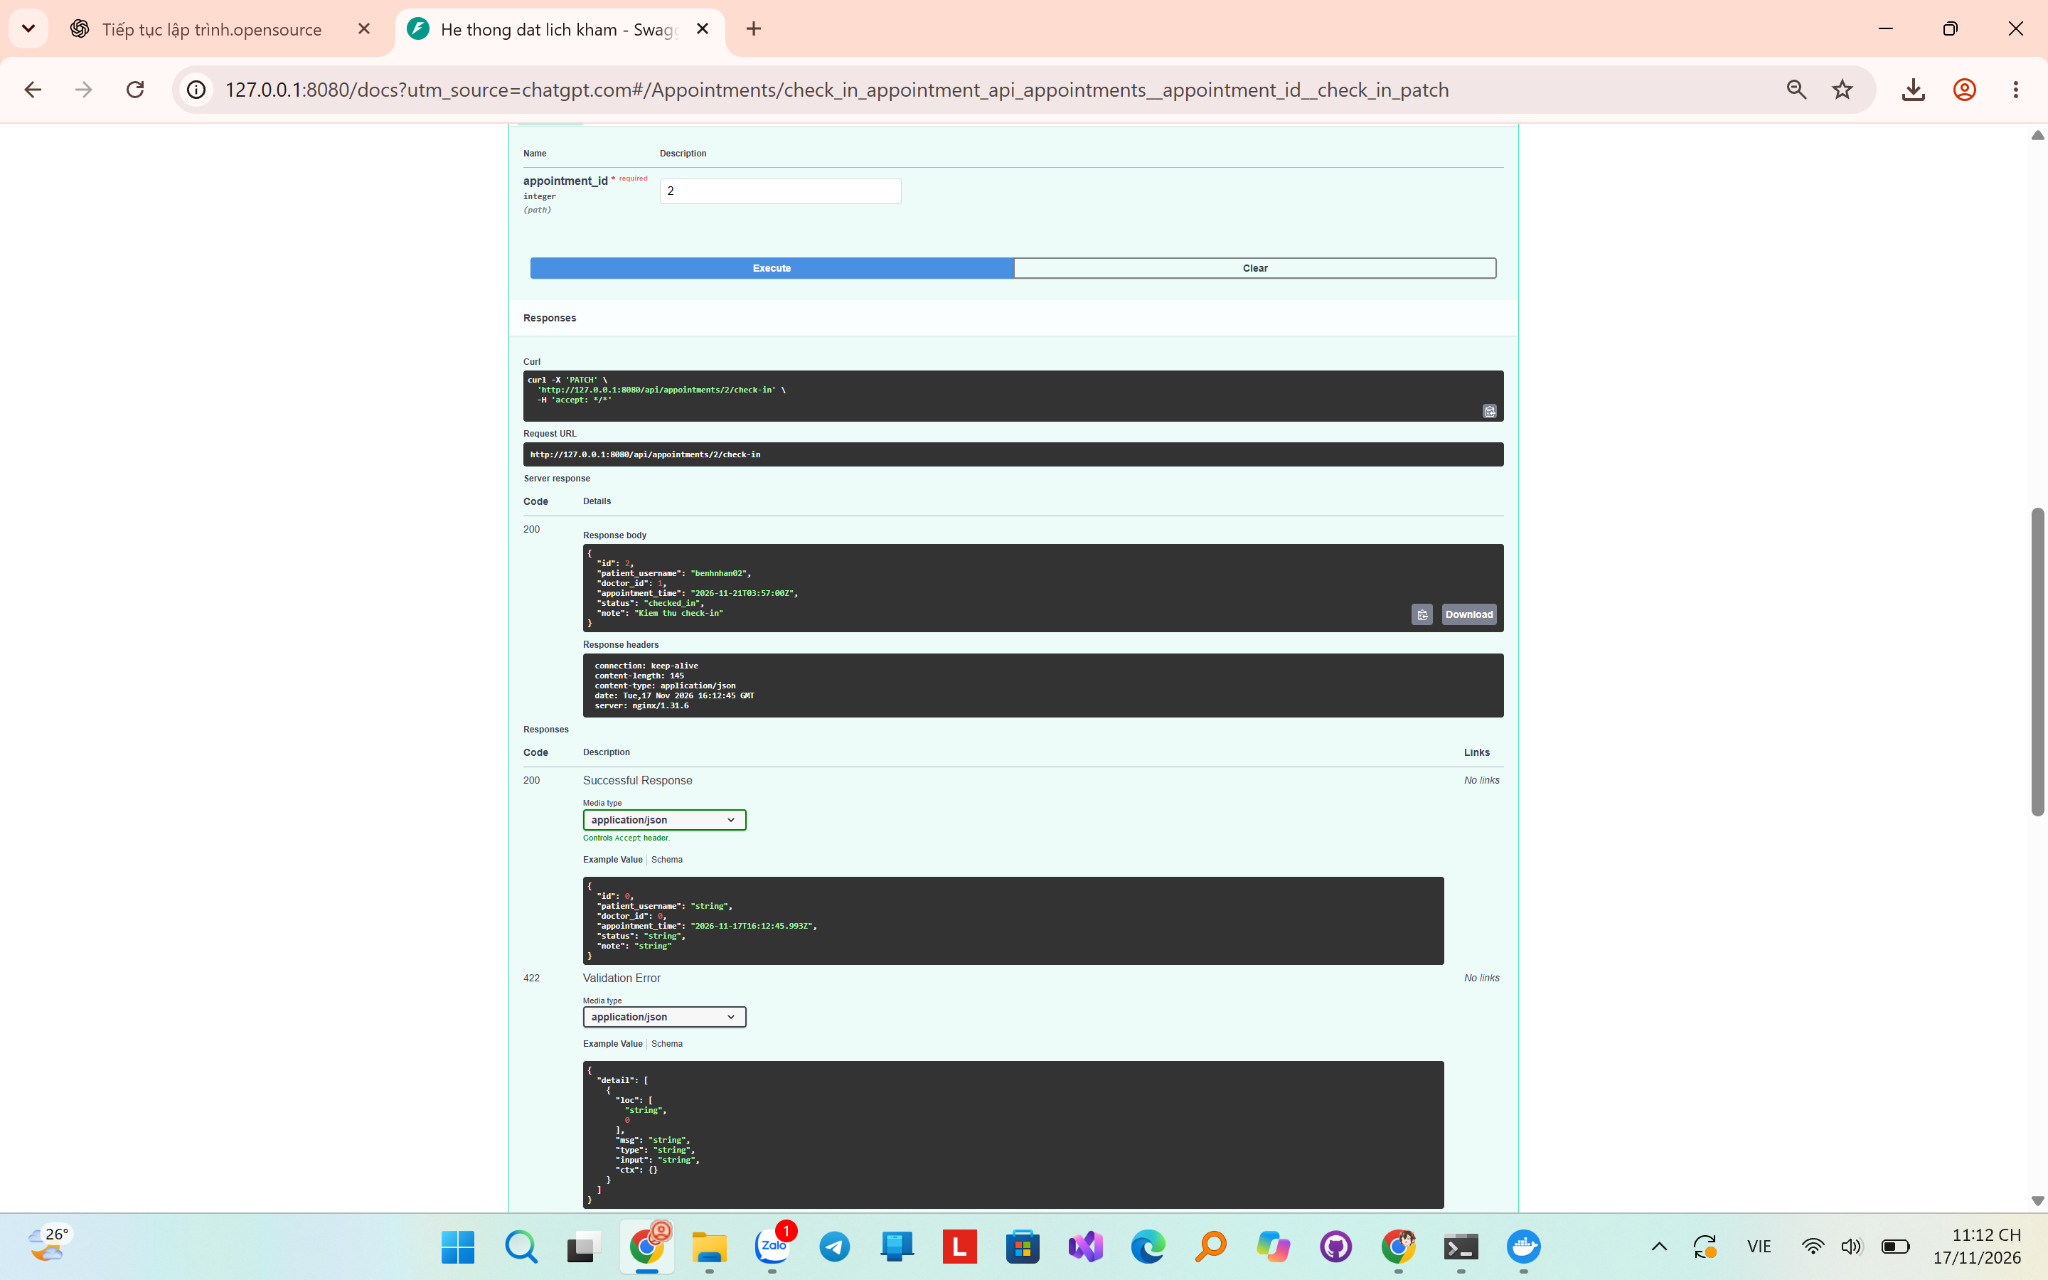 Tiếp tục lập trình.opensource
He thong dat lich kham - Swag
127.0.0.1:8080/docs?utm_source=chatgpt.com#/Appointments/check_in_appointment_api_appointments__appointment_id__check_in_patch
Name Description
appointment_id * required
2
integer
(path)
Execute Clear
Responses
Curl
curl -X 'PATCH' \
'http://127.0.0.1:8080/api/appointments/2/check-in' \
-H 'accept: */*'
Request URL
http://127.0.0.1:8080/api/appointments/2/check-in
Server response
Code Details
200
Response body
{
"id": 2,
"patient_username": "benhnhan02",
"doctor_id": 1,
"appointment_time": "2026-11-21T03:57:00Z",
"status": "checked_in",
"note": "Kiem thu check-in"
}
Download
Response headers
connection: keep-alive
content-length: 145
content-type: application/json
date: Tue,17 Nov 2026 16:12:45 GMT
server: nginx/1.31.6
Responses
Code Description Links
200 Successful Response No links
Media type
application/json
Controls Accept header.
Example Value Schema
{
"id": 0,
"patient_username": "string",
"doctor_id": 0,
"appointment_time": "2026-11-17T16:12:45.993Z",
"status": "string",
"note": "string"
}
422 Validation Error No links
Media type
application/json
Example Value Schema
{
"detail": [
{
"loc": [
"string",
0
],
"msg": "string",
"type": "string",
"input": "string",
"ctx": {}
}
]
}
26°
Zalo
1
L
VIE
11:12 CH
17/11/2026